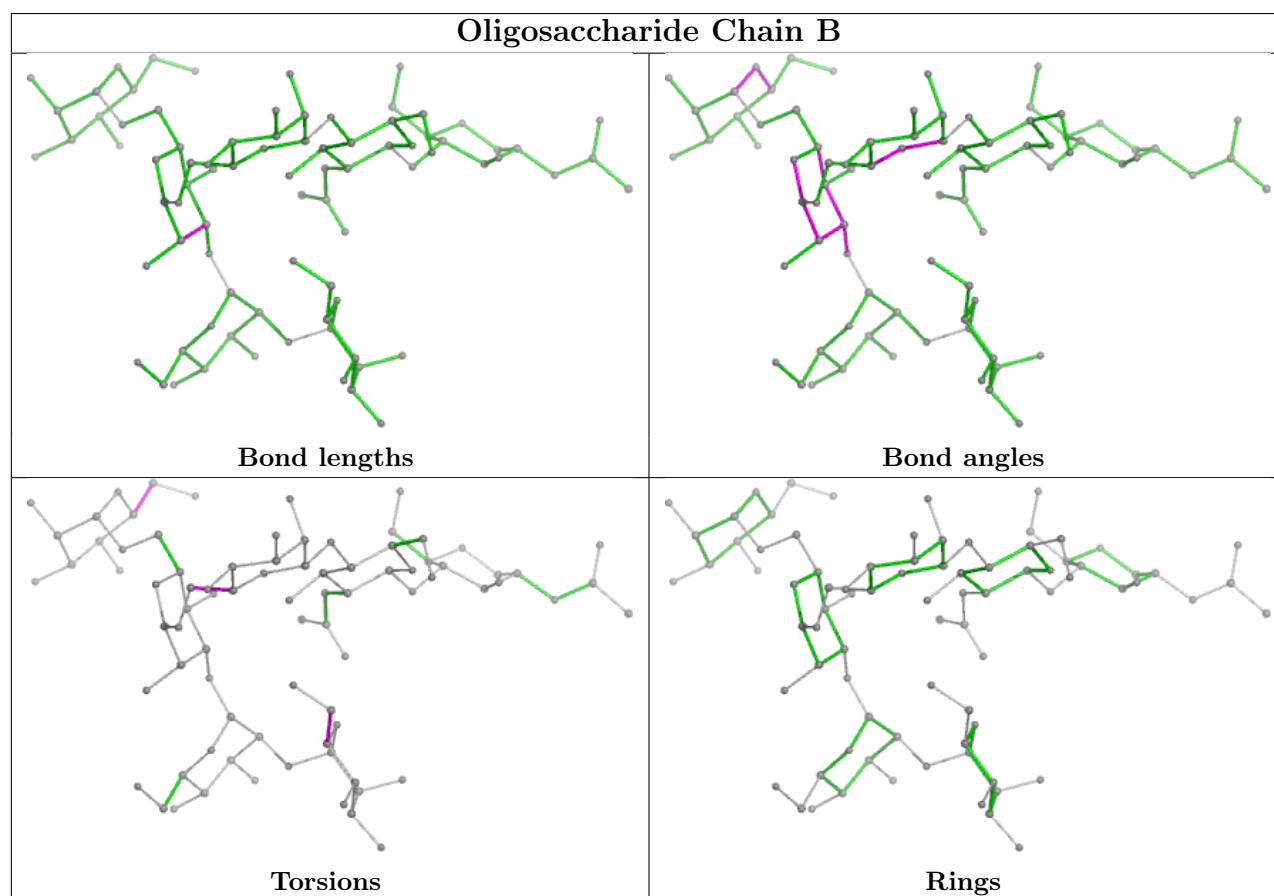 Oligosaccharide Chain B
Bond lengths
Bond angles
Torsions
Rings